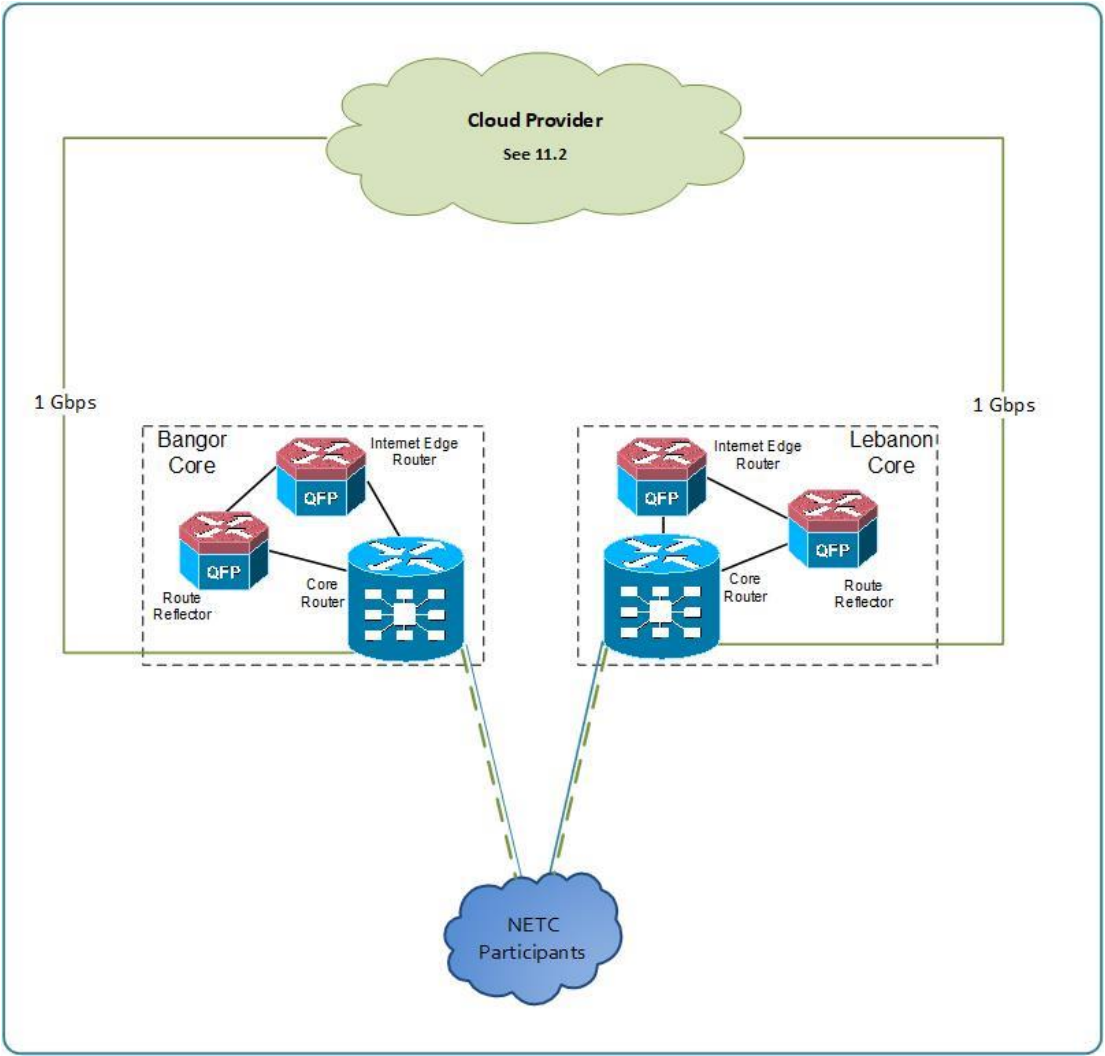 Cloud Provider
See 11.2
1 Gbps
1 Gbps
Bangor
Core
Internet Edge
Router
QFP
QFP
Route
Reflector
Core
Router
Internet Edge
Router
Lebanon
Core
QFP
QFP
Core
Router
Route
Reflector
NETC
Participants